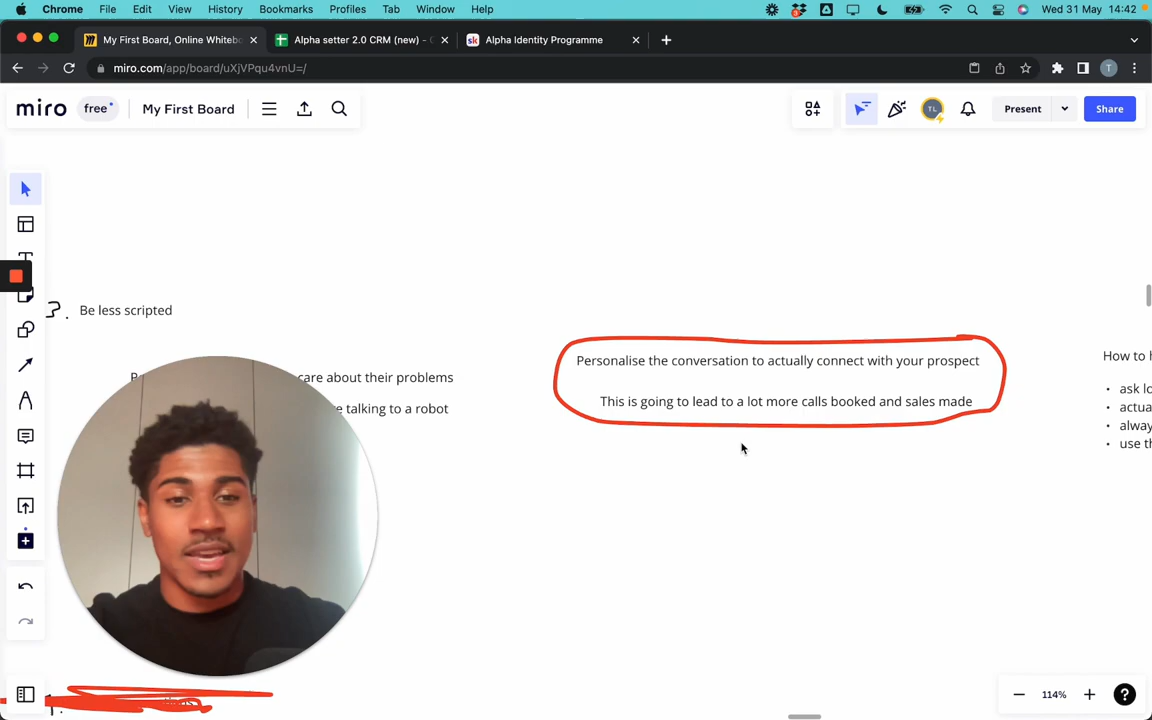 Chrome File Edit View History Bookmarks Profiles Tab Window Help Wed 31 May 14:42
My First Board, Online Whitebo Alpha setter 2.0 CRM (new) - Alpha Identity Programme
miro.com/app/board/uXjVPqu4vnU=/ T
miro free My First Board TL Present Share
2. Be less scripted
care about their problems
talking to a robot
Personalise the conversation to actually connect with your prospect
This is going to lead to a lot more calls booked and sales made
How to
ask
actua
alway
use
114%